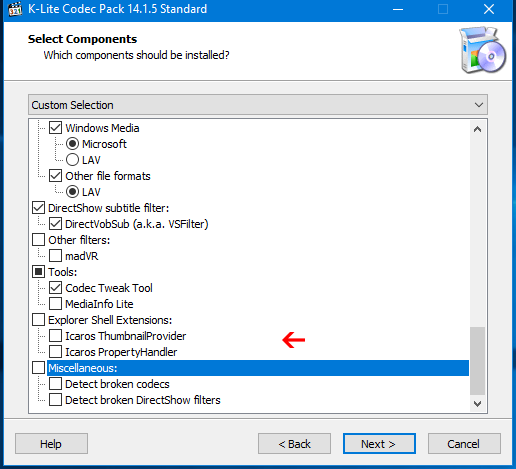 K-Lite Codec Pack 14.1.5 Standard
Select Components
Which components should be installed?
Custom Selection
Windows Media
Microsoft
LAV
Other file formats
LAV
DirectShow subtitle filter:
DirectVobSub (a.k.a. VSFilter)
Other filters:
madVR
Tools:
Codec Tweak Tool
MediaInfo Lite
Explorer Shell Extensions:
Icaros ThumbnailProvider
Icaros PropertyHandler
Miscellaneous:
Detect broken codecs
Detect broken DirectShow filters
Help
< Back
Next >
Cancel